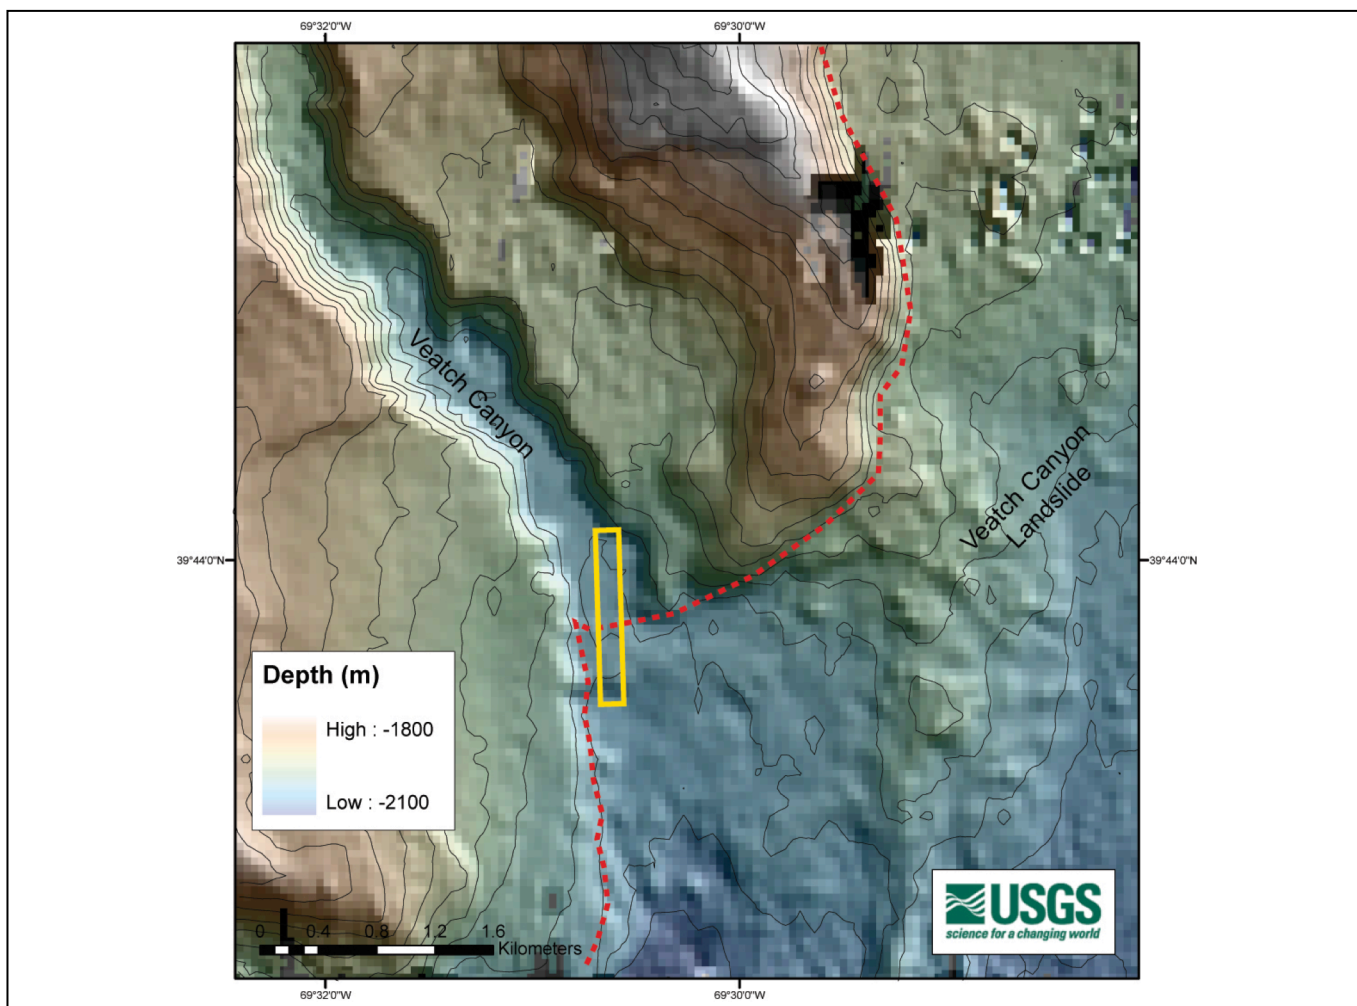 69°32'0"W
69°30'0"W
Veatch Canyon
Veatch Canyon
Landslide
39°44'0"N
39°44'0"N
Depth (m)
High : -1800
Low : -2100
USGS
science for a changing world
0 0.4 0.8 1.2 1.6
Kilometers
69°32'0"W
69°30'0"W